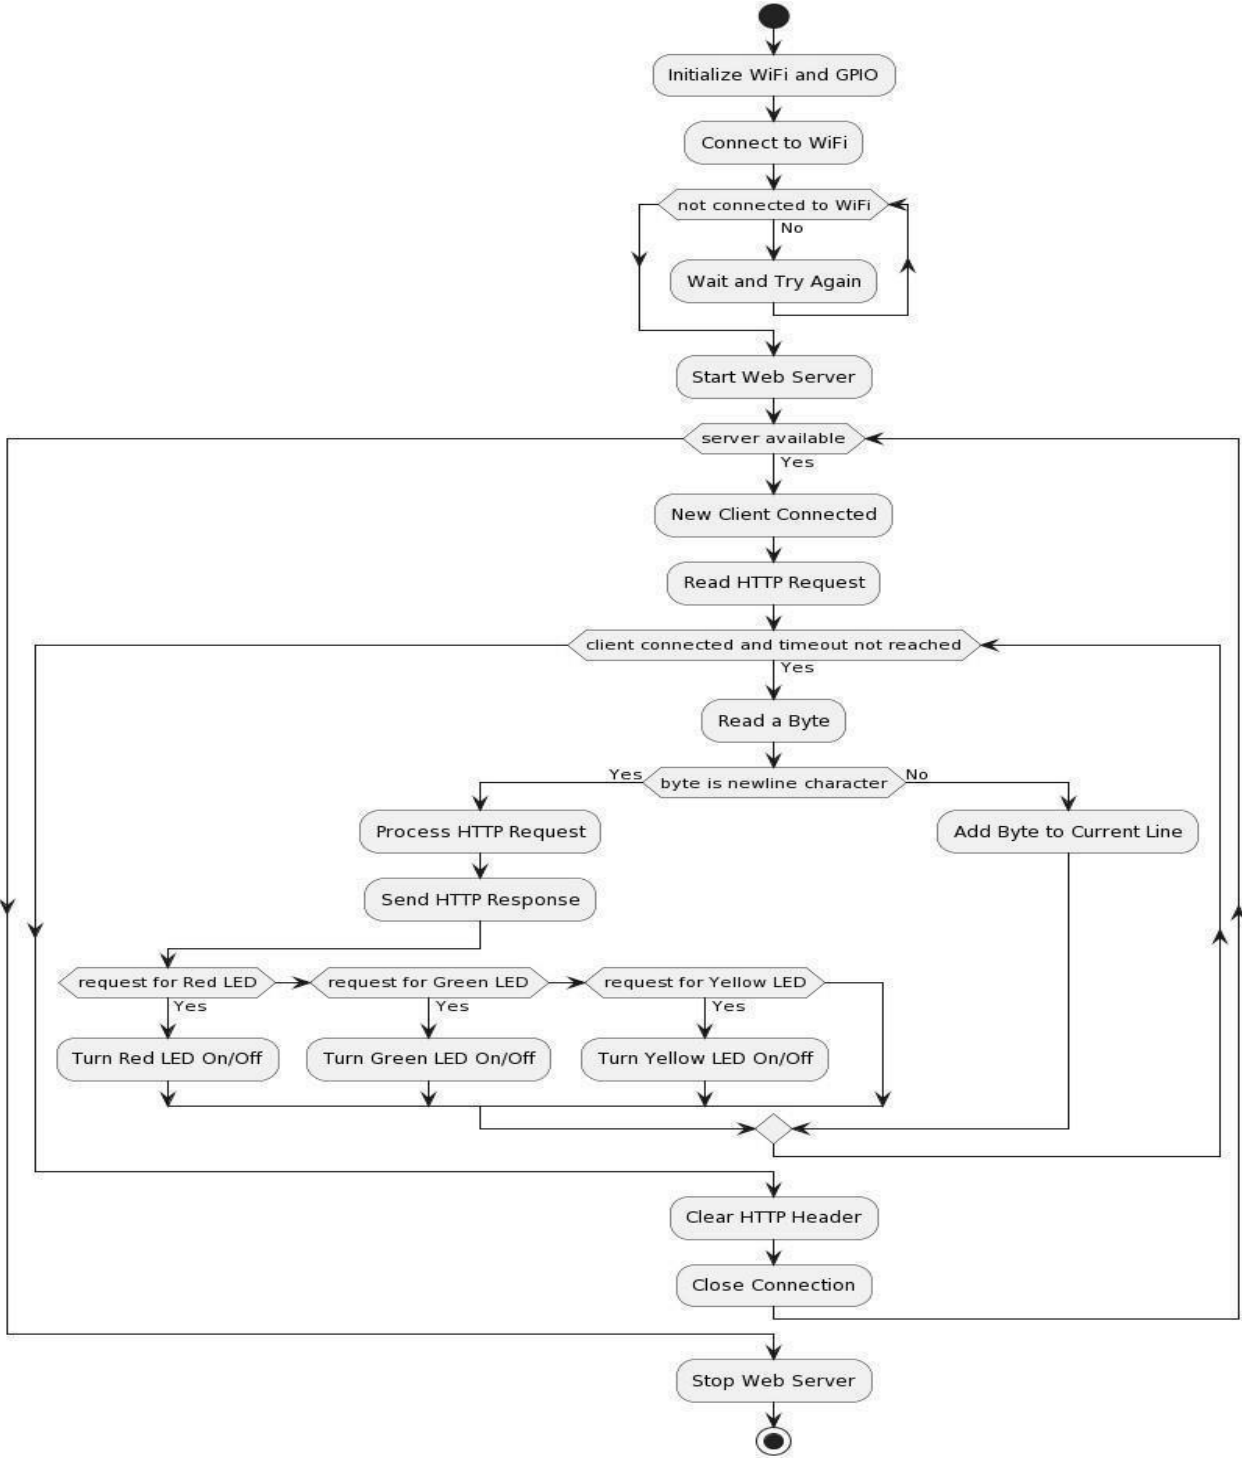 Initialize WiFi and GPIO
Connect to WiFi
not connected to WiFi
No
Wait and Try Again
Start Web Server
server available
Yes
New Client Connected
Read HTTP Request
client connected and timeout not reached
Yes
Read a Byte
Yes
byte is newline character
No
Process HTTP Request
Add Byte to Current Line
Send HTTP Response
request for Red LED
request for Green LED
request for Yellow LED
Yes
Yes
Yes
Turn Red LED On/Off
Turn Green LED On/Off
Turn Yellow LED On/Off
Clear HTTP Header
Close Connection
Stop Web Server